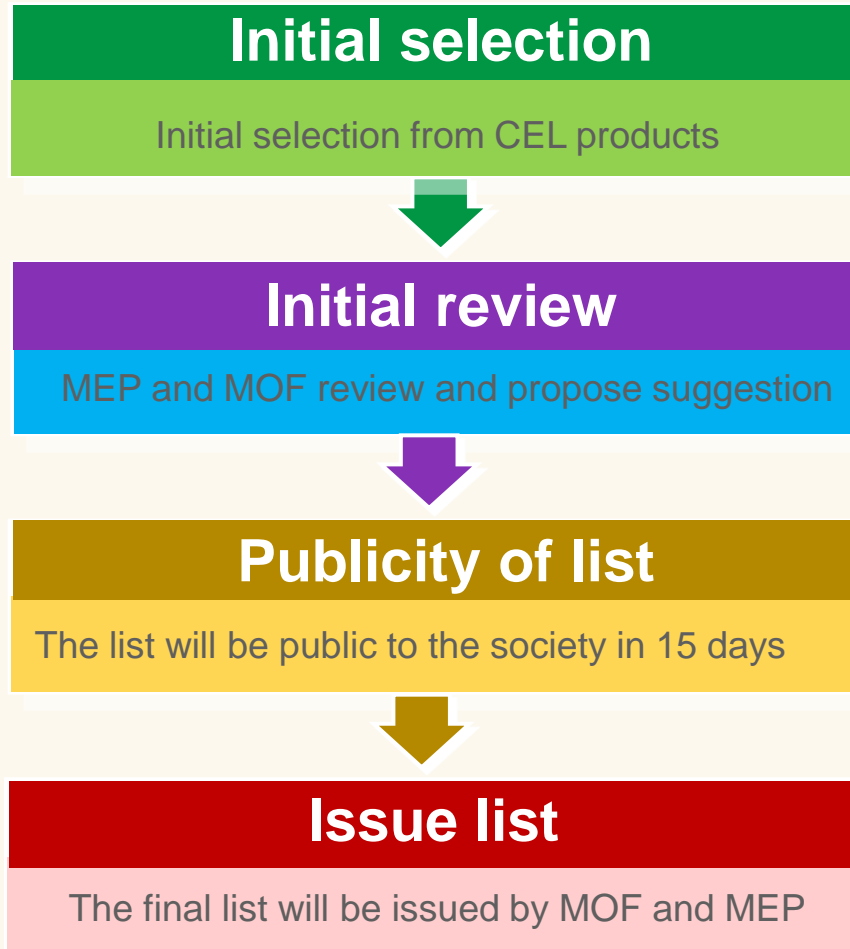 Initial selection
Initial selection from CEL products
Initial review
MEP and MOF review and propose suggestion
Publicity of list
The list will be public to the society in 15 days
Issue list
The final list will be issued by MOF and MEP